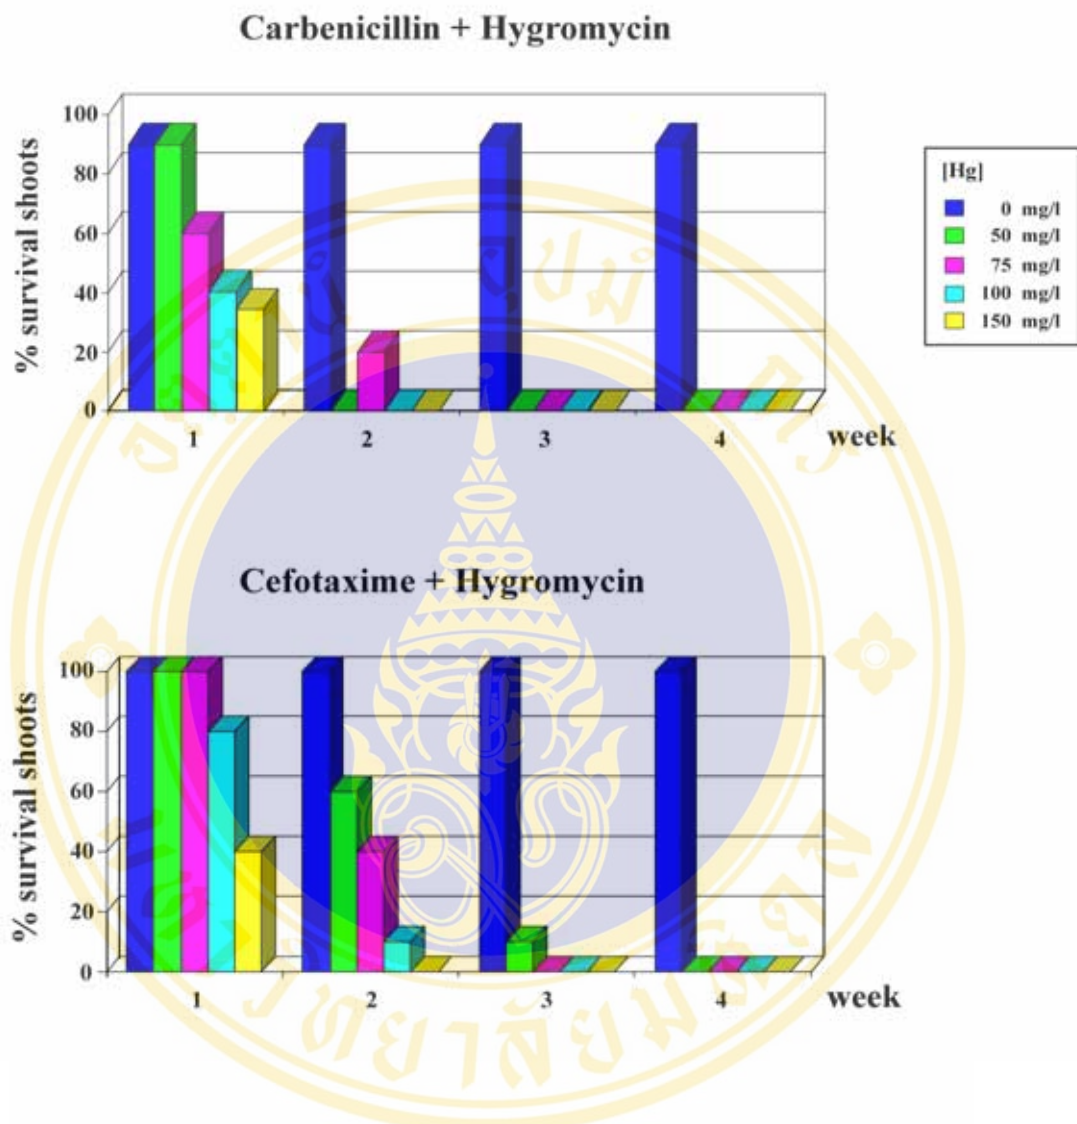 Carbenicillin + Hygromycin
% survival shoots
100
80
60
40
20
0
1 2 3 4 week
[Hg]
0 mg/l
50 mg/l
75 mg/l
100 mg/l
150 mg/l
Cefotaxime + Hygromycin
% survival shoots
100
80
60
40
20
0
1 2 3 4 week